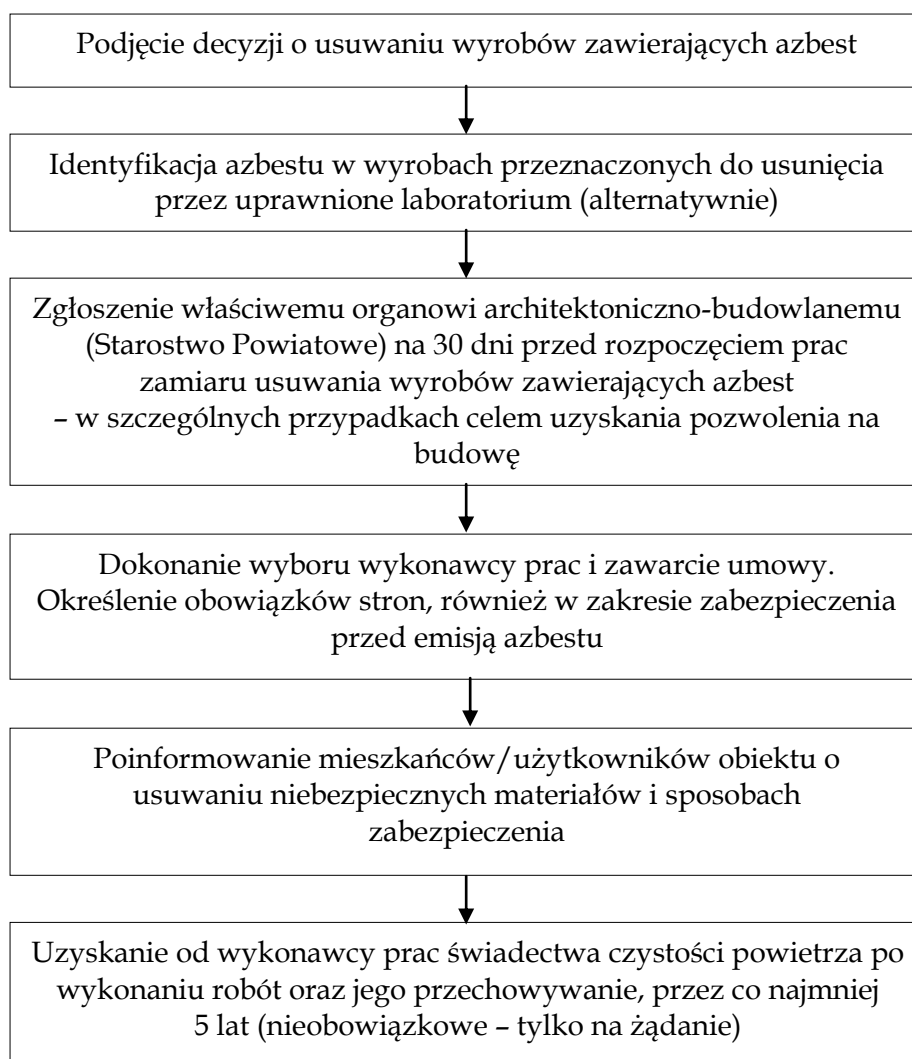 Podjęcie decyzji o usuwaniu wyrobów zawierających azbest
Identyfikacja azbestu w wyrobach przeznaczonych do usunięcia
przez uprawnione laboratorium (alternatywnie)
Zgłoszenie właściwemu organowi architektoniczno-budowlanemu
(Starostwo Powiatowe) na 30 dni przed rozpoczęciem prac
zamiaru usuwania wyrobów zawierających azbest
– w szczególnych przypadkach celem uzyskania pozwolenia na
budowę
Dokonanie wyboru wykonawcy prac i zawarcie umowy.
Określenie obowiązków stron, również w zakresie zabezpieczenia
przed emisją azbestu
Poinformowanie mieszkańców/użytkowników obiektu o
usuwaniu niebezpiecznych materiałów i sposobach
zabezpieczenia
Uzyskanie od wykonawcy prac świadectwa czystości powietrza po
wykonaniu robót oraz jego przechowywanie, przez co najmniej
5 lat (nieobowiązkowe – tylko na żądanie)